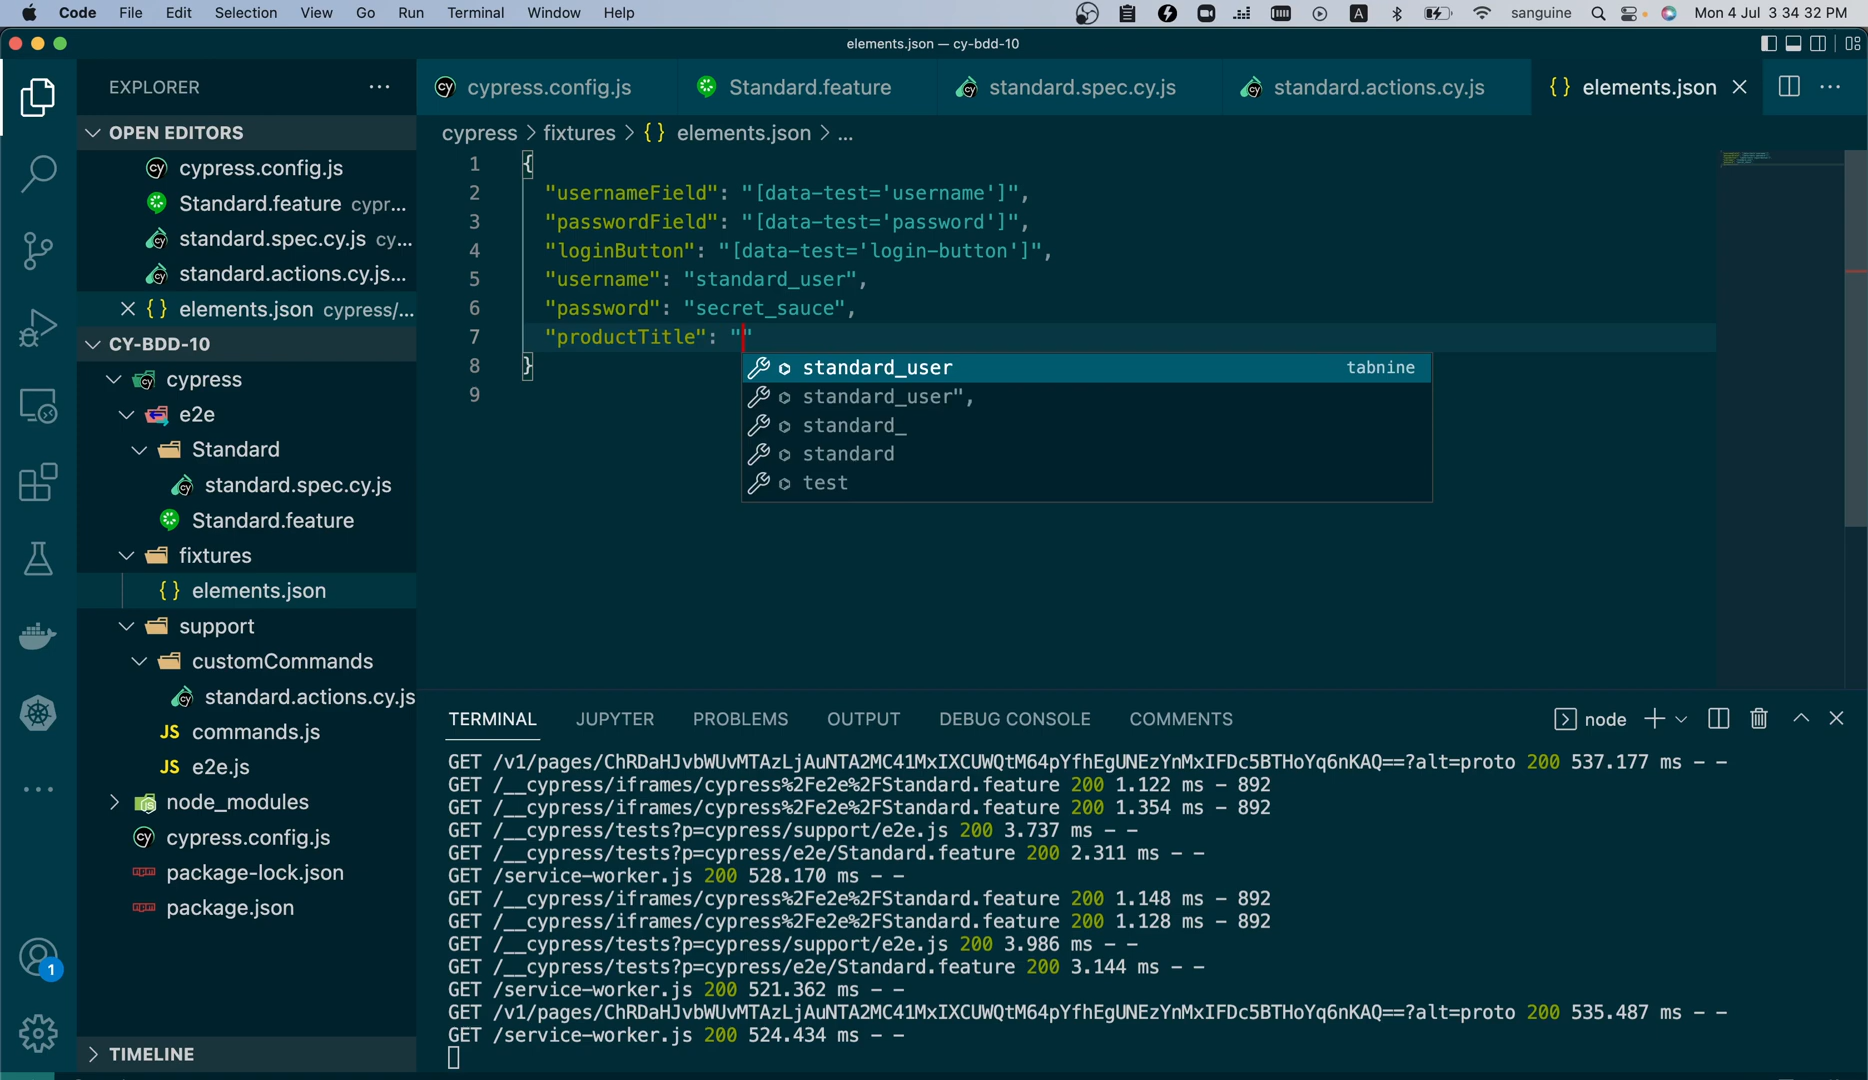 Code File Edit Selection View Go Run Terminal Window Help A sanguine Mon 4 Jul 3 34 32 PM
elements.json — cy-bdd-10
EXPLORER ...
cypress.config.js Standard.feature standard.spec.cy.js standard.actions.cy.js {} elements.json
OPEN EDITORS
cypress.config.js
Standard.feature cypr...
standard.spec.cy.js cy...
standard.actions.cy.js...
{} elements.json cypress/...
CY-BDD-10
cypress
e2e
Standard
standard.spec.cy.js
Standard.feature
fixtures
{} elements.json
support
customCommands
standard.actions.cy.js
JS commands.js
JS e2e.js
node_modules
cypress.config.js
package-lock.json
package.json
TIMELINE
1
cypress > fixtures > {} elements.json > ...
1 {
2 "usernameField": "[data-test='username']",
3 "passwordField": "[data-test='password']",
4 "loginButton": "[data-test='login-button']",
5 "username": "standard_user",
6 "password": "secret_sauce",
7 "productTitle": ""
8 }
9
standard_user tabnine
standard_user",
standard_
standard
test
TERMINAL JUPYTER PROBLEMS OUTPUT DEBUG CONSOLE COMMENTS node
GET /v1/pages/ChRDaHJvbWUvMTAzLjAuNTA2MC41MxIXCUWQtM64pYfhEgUNEzYnMxIFDc5BTHoYq6nKAQ==?alt=proto 200 537.177 ms - -
GET /__cypress/iframes/cypress%2Fe2e%2FStandard.feature 200 1.122 ms - 892
GET /__cypress/iframes/cypress%2Fe2e%2FStandard.feature 200 1.354 ms - 892
GET /__cypress/tests?p=cypress/support/e2e.js 200 3.737 ms - -
GET /__cypress/tests?p=cypress/e2e/Standard.feature 200 2.311 ms - -
GET /service-worker.js 200 528.170 ms - -
GET /__cypress/iframes/cypress%2Fe2e%2FStandard.feature 200 1.148 ms - 892
GET /__cypress/iframes/cypress%2Fe2e%2FStandard.feature 200 1.128 ms - 892
GET /__cypress/tests?p=cypress/support/e2e.js 200 3.986 ms - -
GET /__cypress/tests?p=cypress/e2e/Standard.feature 200 3.144 ms - -
GET /service-worker.js 200 521.362 ms - -
GET /v1/pages/ChRDaHJvbWUvMTAzLjAuNTA2MC41MxIXCUWQtM64pYfhEgUNEzYnMxIFDc5BTHoYq6nKAQ==?alt=proto 200 535.487 ms - -
GET /service-worker.js 200 524.434 ms - -